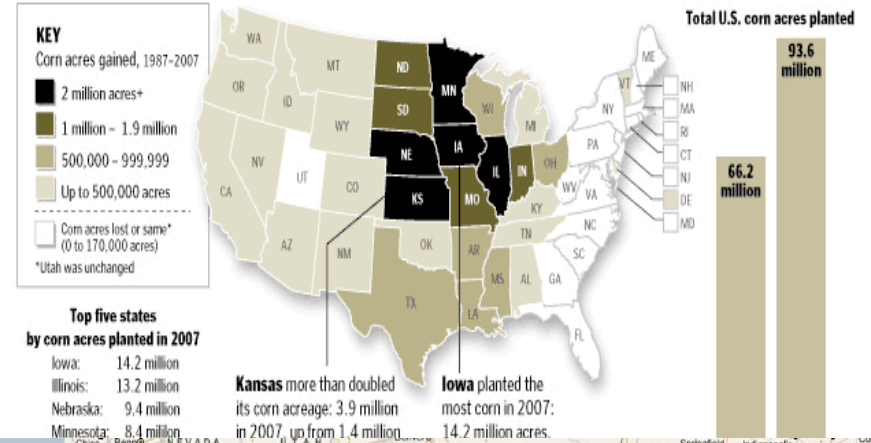 KEY
Corn acres gained, 1987-2007
2 million acres+
1 million – 1.9 million
500,000 – 999,999
Up to 500,000 acres
Corn acres lost or same*
(0 to 170,000 acres)
*Utah was unchanged
Top five states
by corn acres planted in 2007
Iowa: 14.2 million
Illinois: 13.2 million
Nebraska: 9.4 million
Minnesota: 8.4 million
WA
OR
ID
MT
WY
NV
UT
CA
CO
AZ
NM
ND
SD
NE
KS
OK
TX
MN
IA
MO
AR
LA
WI
IL
IN
MI
OH
KY
TN
MS
AL
GA
FL
SC
NC
VA
WV
PA
NY
VT
ME
NH
MA
RI
CT
NJ
DE
MD
Kansas more than doubled
its corn acreage: 3.9 million
in 2007, up from 1.4 million
Iowa planted the
most corn in 2007:
14.2 million acres.
Total U.S. corn acres planted
66.2
million
93.6
million
NEVADA
UTAH